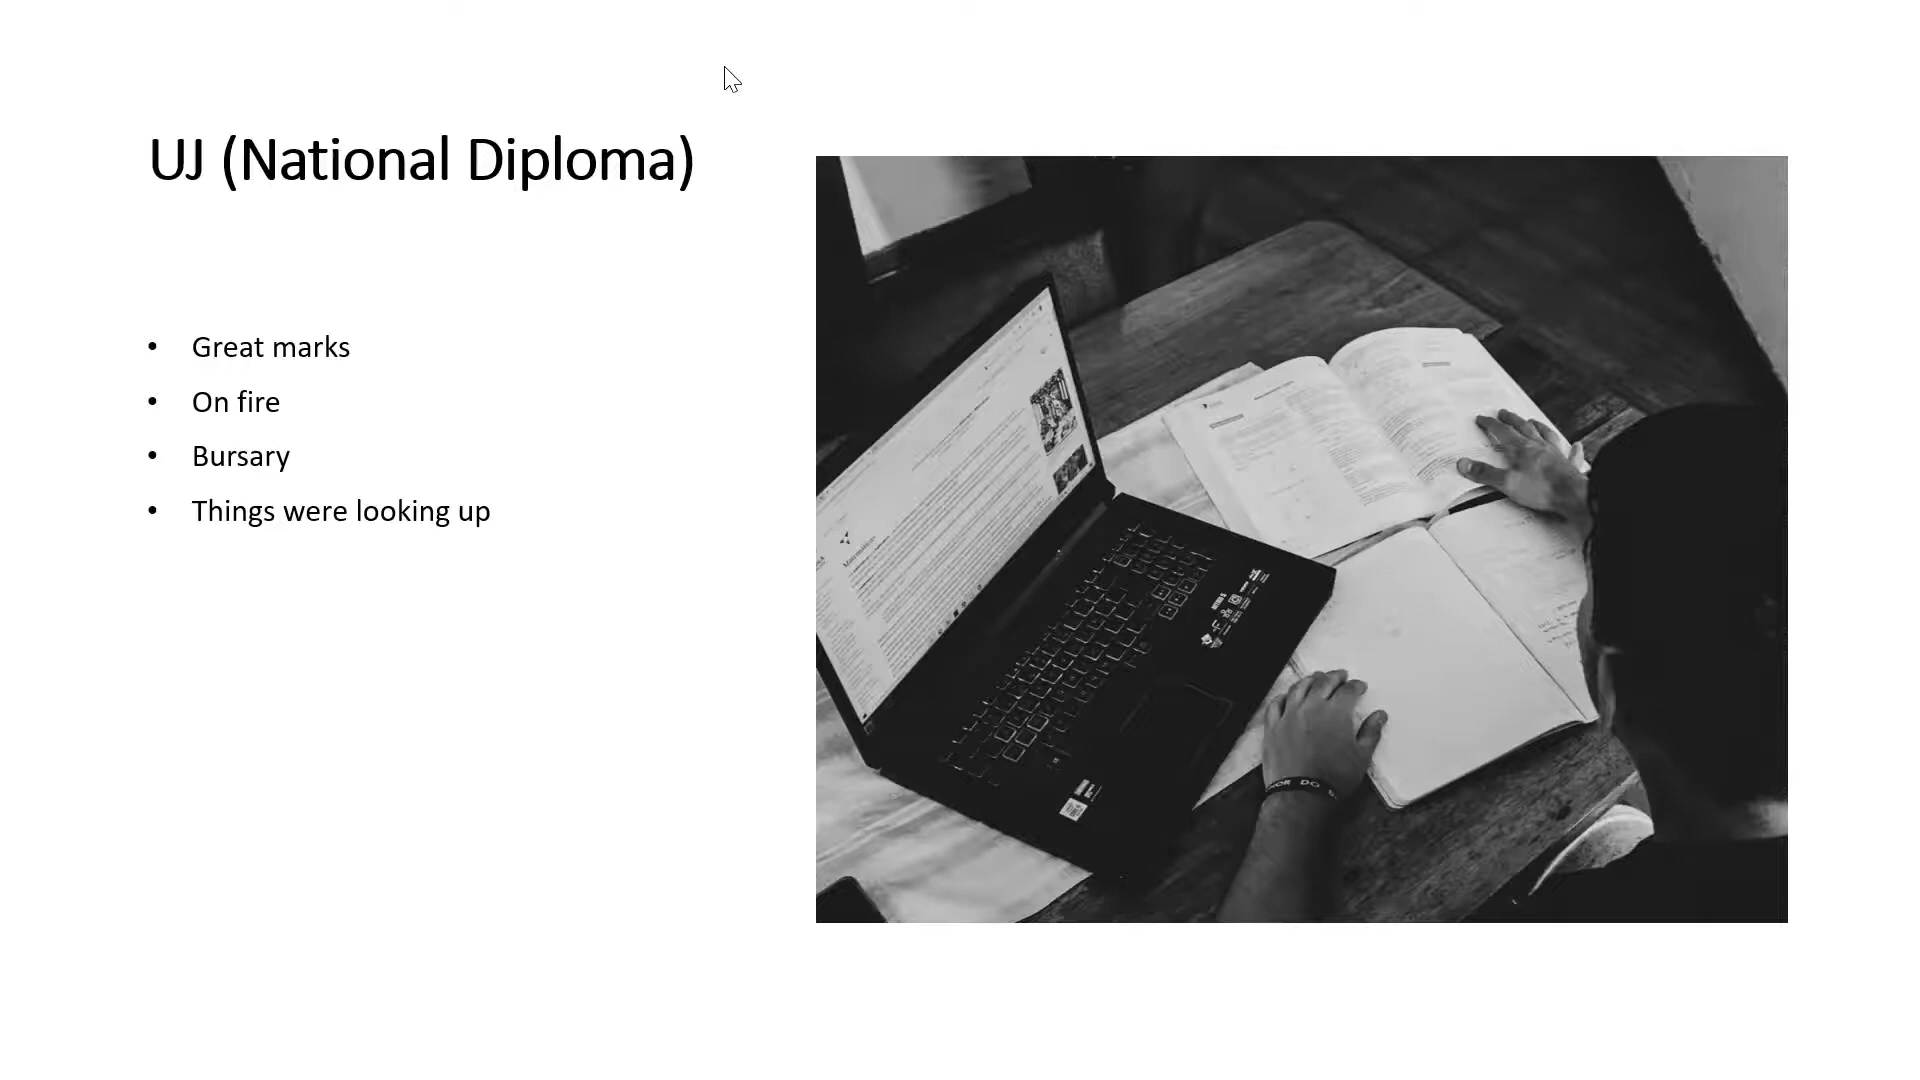 UJ (National Diploma)
• Great marks
• On fire
• Bursary
• Things were looking up